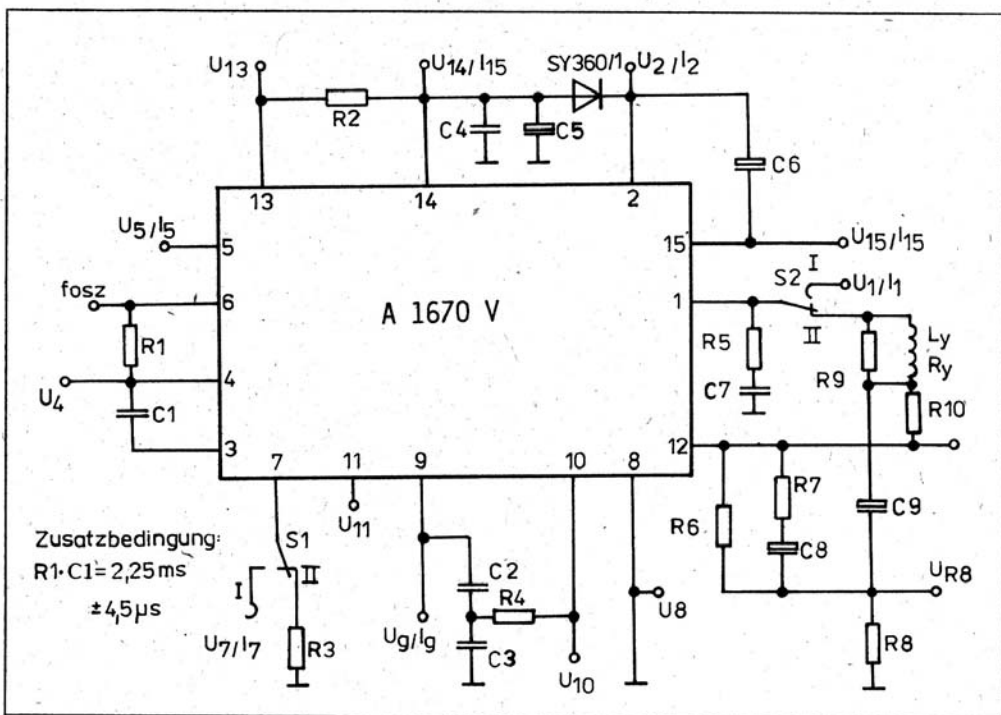 U13
U14/I15
SY360/1
U2/I2
R2
C4
C5
C6
13
14
2
U5/I5
5
15
U15/I15
fosz
6
A 1670 V
1
S2
I
U1/I1
II
R1
R5
R9
Ly
Ry
U4
4
C7
R10
C1
3
12
7
11
9
10
8
U11
R6
R7
C9
C8
Zusatzbedingung:
R1·C1=2,25ms
±4,5µs
S1
I
II
C2
R4
C3
U8
UR8
U7/I7
R3
Ug/Ig
U10
R8